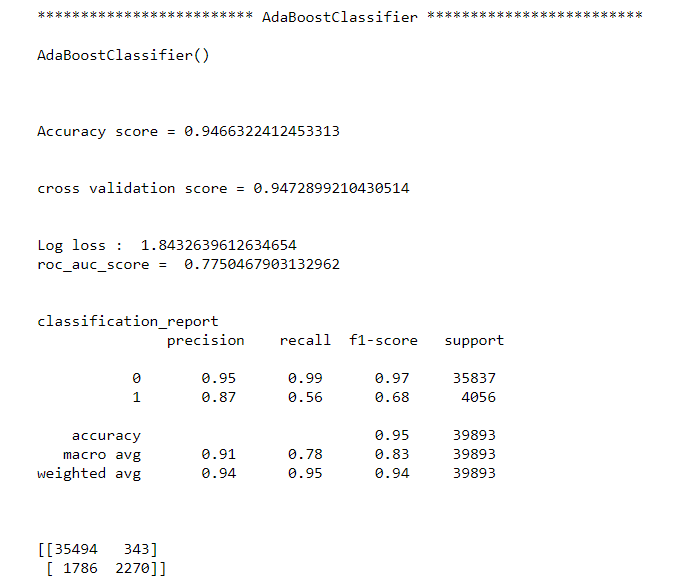 ************************* AdaBoostClassifier *************************
AdaBoostClassifier()
Accuracy score = 0.9466322412453313
cross validation score = 0.9472899210430514
Log loss :  1.8432639612634654
roc_auc_score =  0.7750467903132962
classification_report
precision    recall  f1-score   support
0       0.95      0.99      0.97     35837
1       0.87      0.56      0.68      4056
accuracy                           0.95     39893
macro avg       0.91      0.78      0.83     39893
weighted avg       0.94      0.95      0.94     39893
[[35494   343]
[ 1786  2270]]